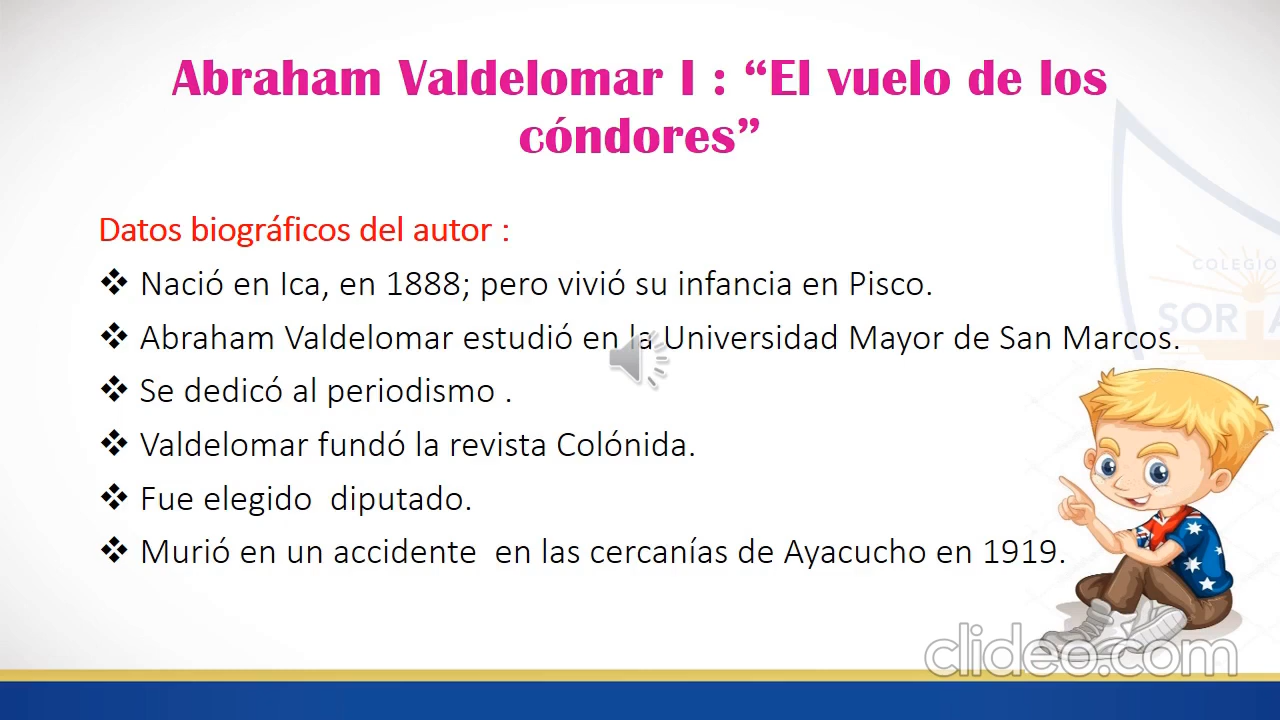 Abraham Valdelomar I : “El vuelo de los
cóndores”
Datos biográficos del autor :
❖ Nació en Ica, en 1888; pero vivió su infancia en Pisco.
❖ Abraham Valdelomar estudió en la Universidad Mayor de San Marcos.
❖ Se dedicó al periodismo .
❖ Valdelomar fundó la revista Colónida.
❖ Fue elegido  diputado.
❖ Murió en un accidente  en las cercanías de Ayacucho en 1919.
COLEGIO
clideo.com